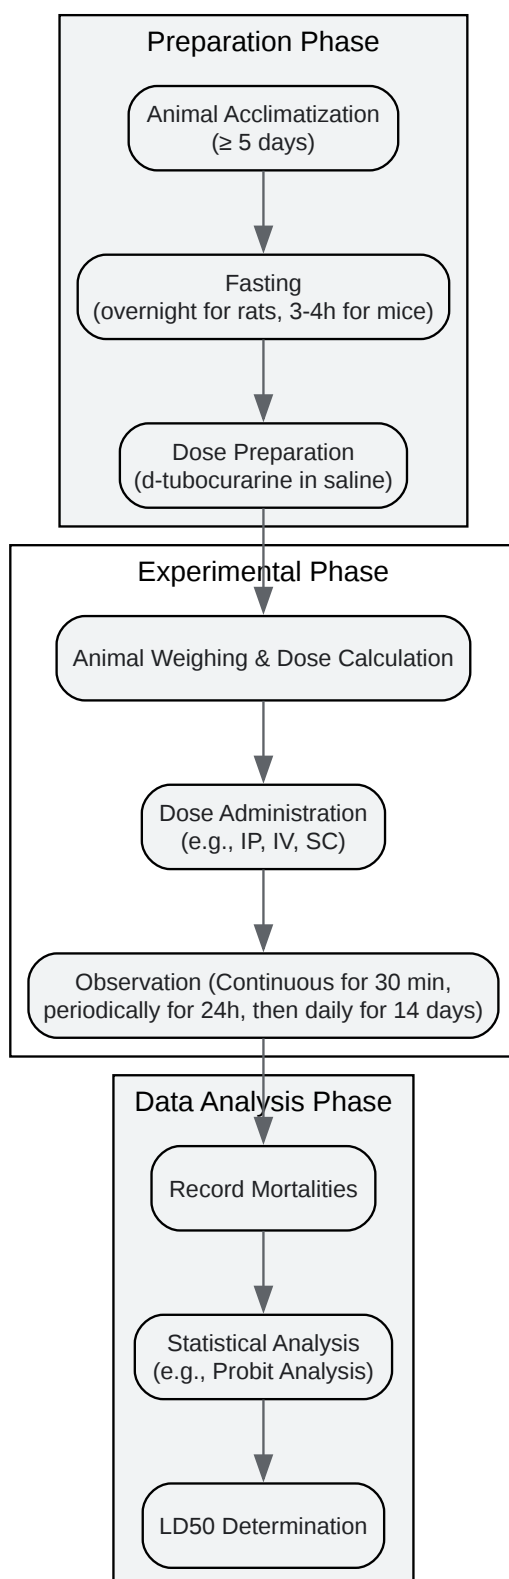 Preparation Phase
Animal Acclimatization
(≥ 5 days)
Fasting
(overnight for rats, 3-4h for mice)
Dose Preparation
(d-tubocurarine in saline)
Experimental Phase
Animal Weighing & Dose Calculation
Dose Administration
(e.g., IP, IV, SC)
Observation (Continuous for 30 min,
periodically for 24h, then daily for 14 days)
Data Analysis Phase
Record Mortalities
Statistical Analysis
(e.g., Probit Analysis)
LD50 Determination